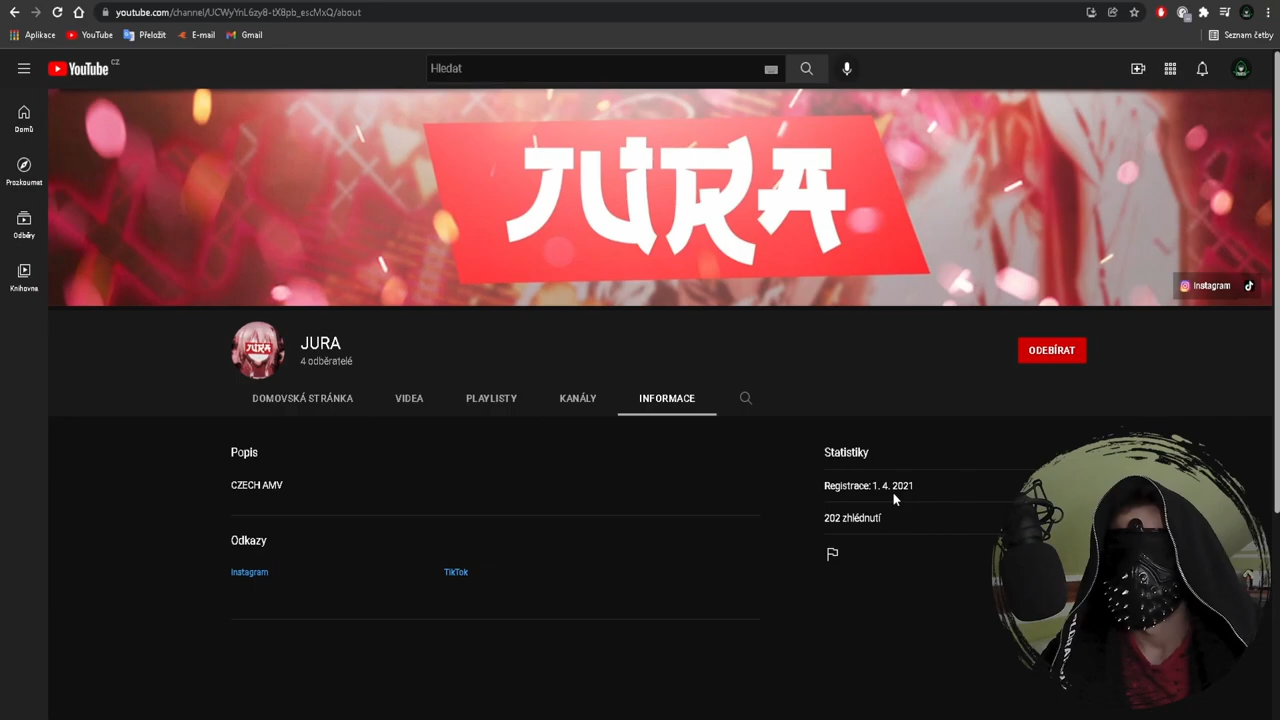 youtube.com/channel/UCWyYnL6zy8-tX8pb_escMxQ/about
Aplikace YouTube Přeložit E-mail Gmail Seznam četby
YouTube CZ
Hledat
Domů
Prozkoumat
Odběry
Knihovna
JURA
Instagram
JURA
JURA
4 odběratelé
ODEBÍRAT
DOMOVSKÁ STRÁNKA VIDEA PLAYLISTY KANÁLY INFORMACE
Popis
CZECH AMV
Odkazy
Instagram TikTok
Statistiky
Registrace: 1. 4. 2021
202 zhlédnutí